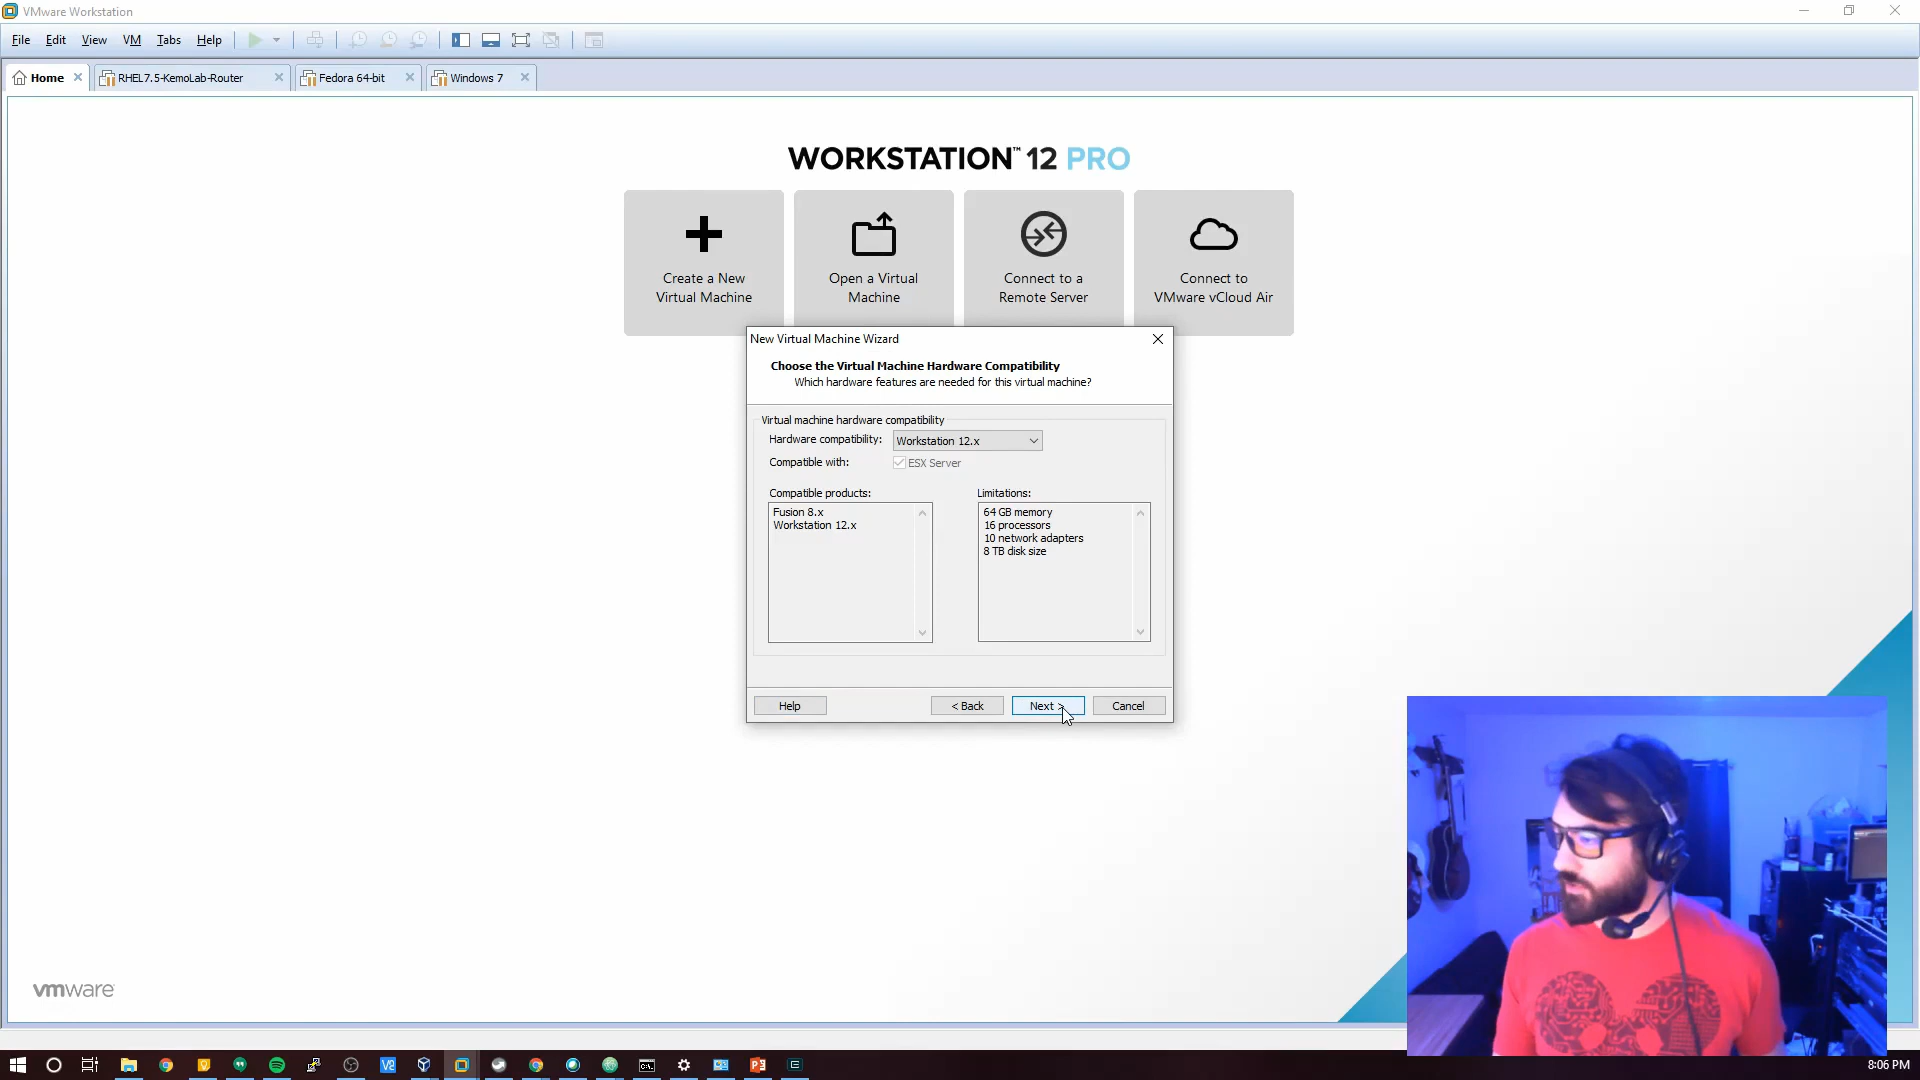 VMware Workstation
File Edit View VM Tabs Help
Home RHEL7.5-KemoLab-Router Fedora 64-bit Windows 7
WORKSTATION™ 12 PRO
Create a New
Virtual Machine
Open a Virtual
Machine
Connect to a
Remote Server
Connect to
VMware vCloud Air
New Virtual Machine Wizard
Choose the Virtual Machine Hardware Compatibility
Which hardware features are needed for this virtual machine?
Virtual machine hardware compatibility
Hardware compatibility: Workstation 12.x
Compatible with: ESX Server
Compatible products:
Fusion 8.x
Workstation 12.x
Limitations:
64 GB memory
16 processors
10 network adapters
8 TB disk size
Help < Back Next > Cancel
vmware
8:06 PM